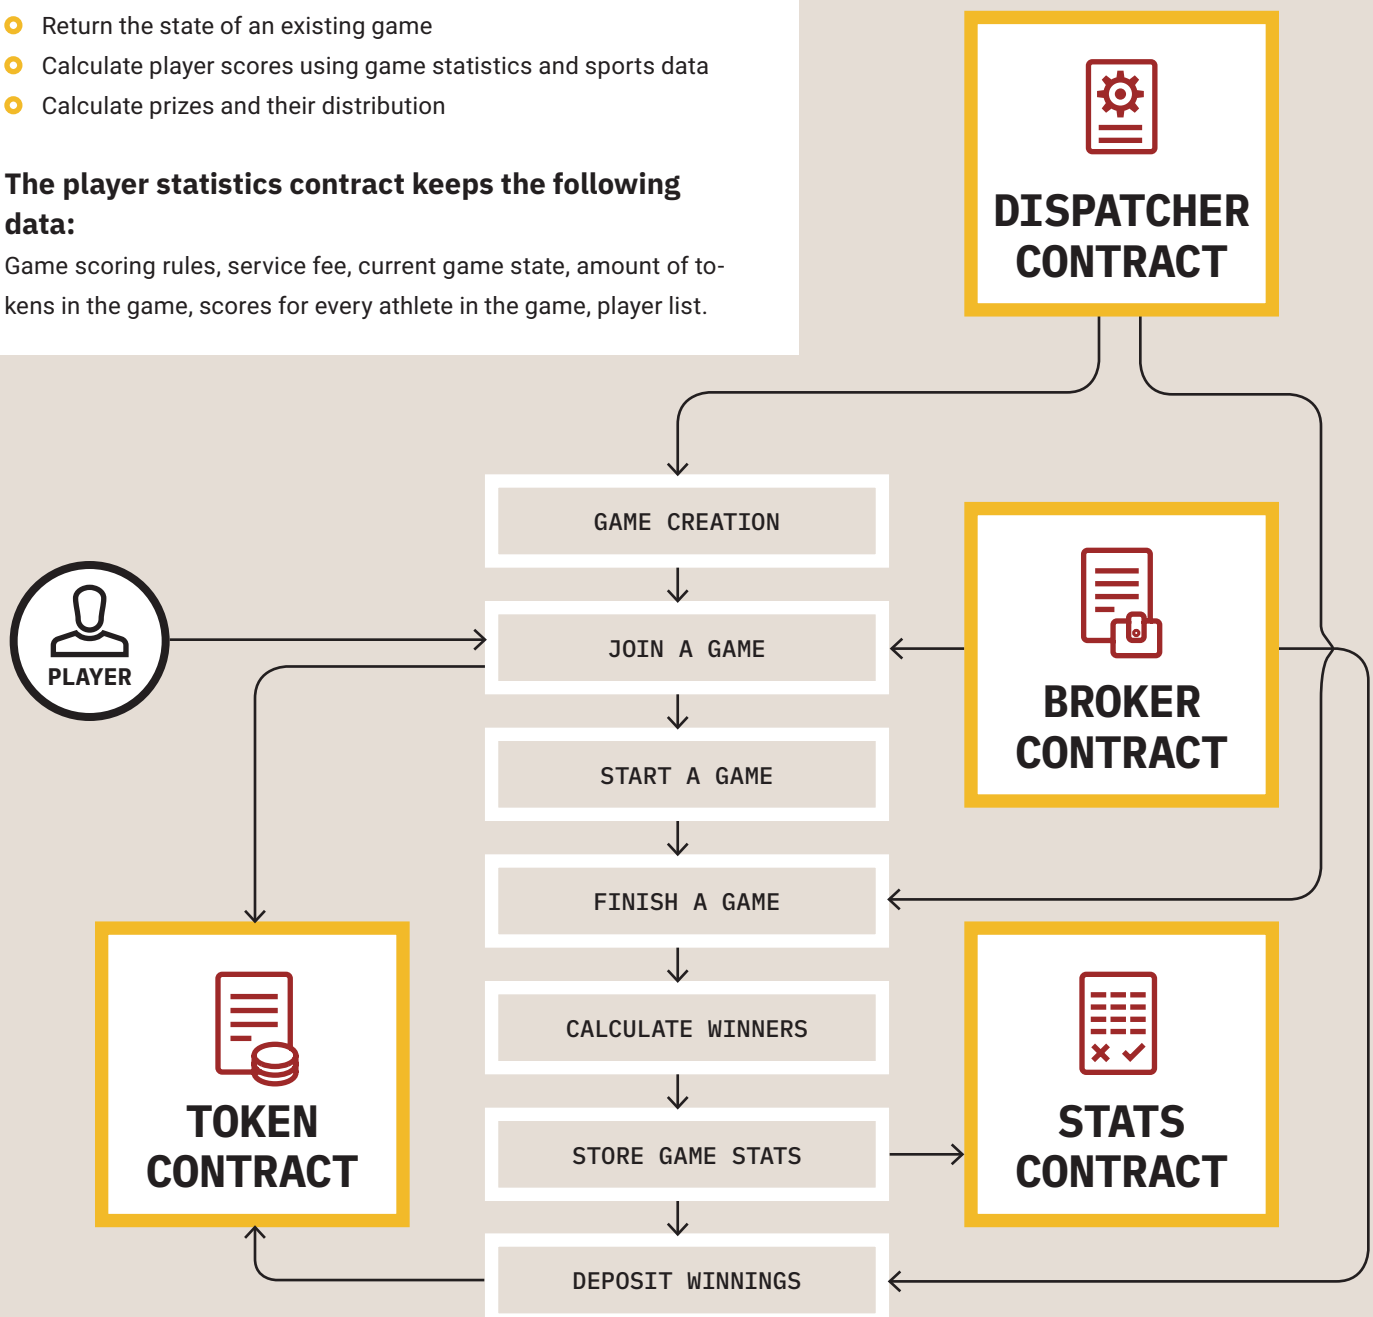 Return the state of an existing game
Calculate player scores using game statistics and sports data
Calculate prizes and their distribution
The player statistics contract keeps the following
data:
Game scoring rules, service fee, current game state, amount of to-
kens in the game, scores for every athlete in the game, player list.
DISPATCHER
CONTRACT
GAME CREATION
PLAYER
JOIN A GAME
BROKER
CONTRACT
START A GAME
FINISH A GAME
CALCULATE WINNERS
TOKEN
CONTRACT
STORE GAME STATS
STATS
CONTRACT
DEPOSIT WINNINGS